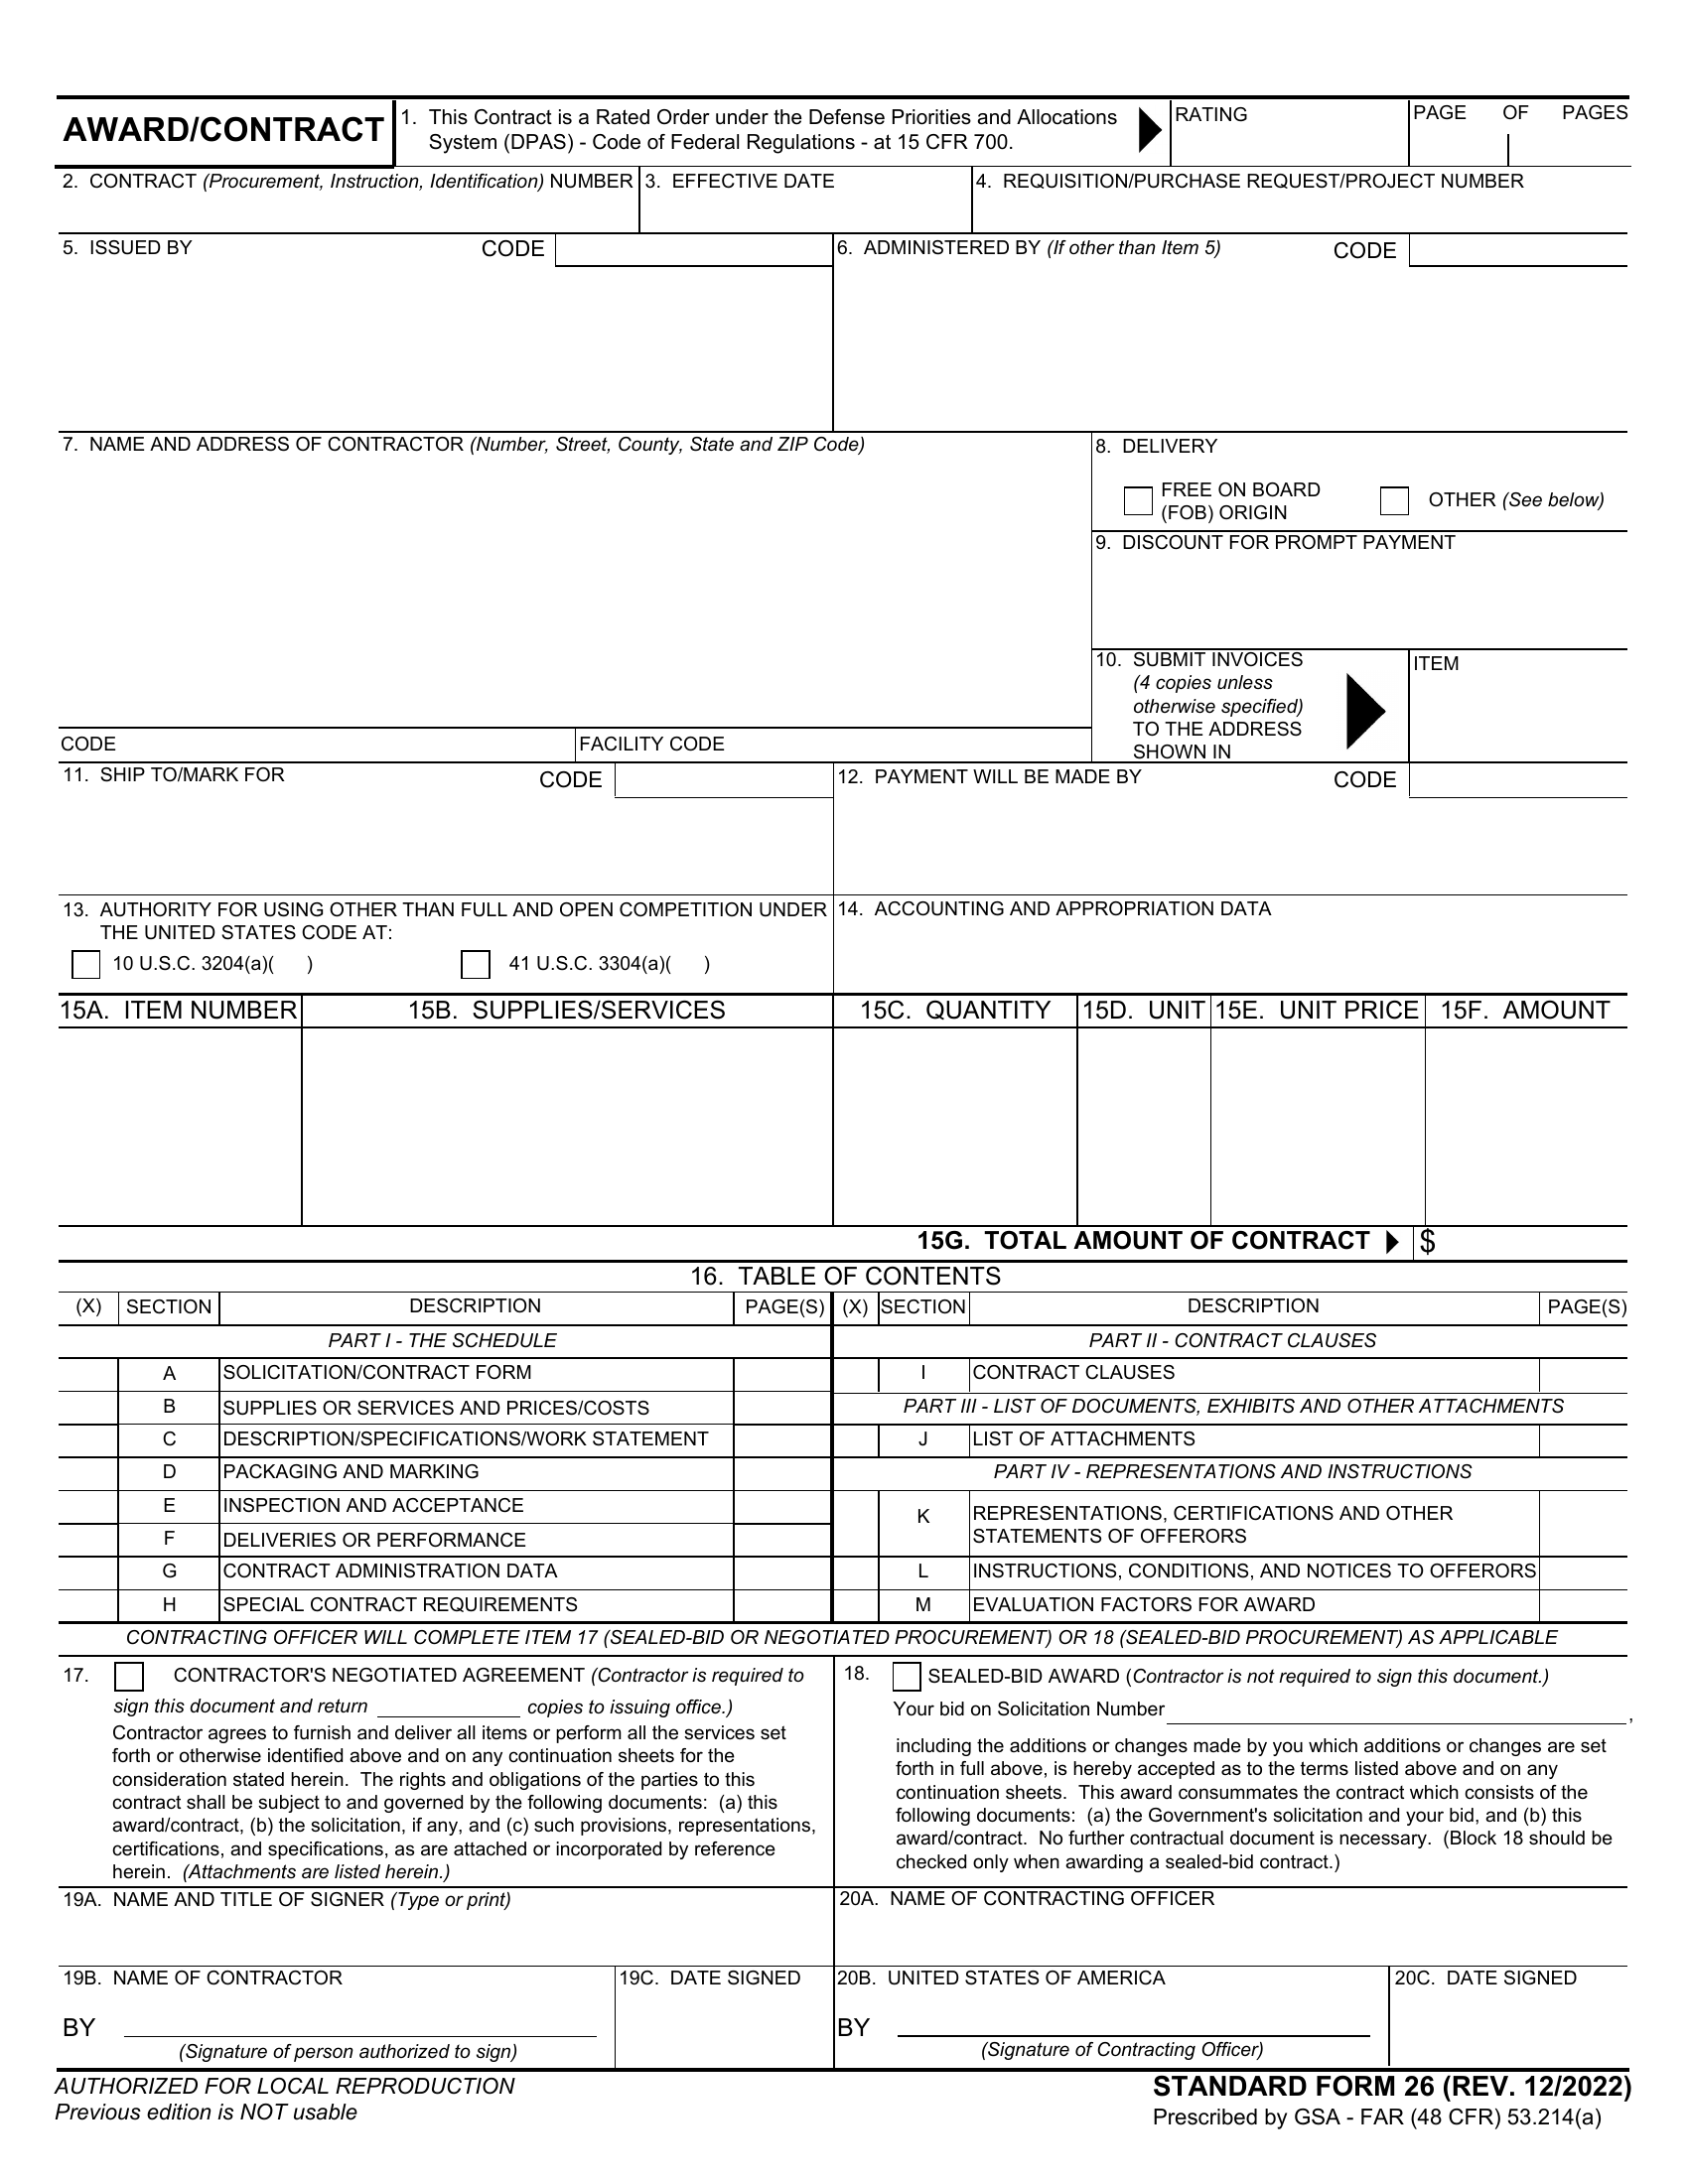 AWARD/CONTRACT
1. This Contract is a Rated Order under the Defense Priorities and Allocations
System (DPAS) - Code of Federal Regulations - at 15 CFR 700.
RATING
PAGE OF PAGES
2. CONTRACT (Procurement, Instruction, Identification) NUMBER
3. EFFECTIVE DATE
4. REQUISITION/PURCHASE REQUEST/PROJECT NUMBER
5. ISSUED BY CODE
6. ADMINISTERED BY (If other than Item 5) CODE
7. NAME AND ADDRESS OF CONTRACTOR (Number, Street, County, State and ZIP Code)
8. DELIVERY
FREE ON BOARD
(FOB) ORIGIN
OTHER (See below)
9. DISCOUNT FOR PROMPT PAYMENT
10. SUBMIT INVOICES
(4 copies unless
otherwise specified)
TO THE ADDRESS
SHOWN IN
ITEM
CODE
FACILITY CODE
11. SHIP TO/MARK FOR CODE
12. PAYMENT WILL BE MADE BY CODE
13. AUTHORITY FOR USING OTHER THAN FULL AND OPEN COMPETITION UNDER
THE UNITED STATES CODE AT:
10 U.S.C. 3204(a)( )
41 U.S.C. 3304(a)( )
14. ACCOUNTING AND APPROPRIATION DATA
15A. ITEM NUMBER
15B. SUPPLIES/SERVICES
15C. QUANTITY
15D. UNIT
15E. UNIT PRICE
15F. AMOUNT
15G. TOTAL AMOUNT OF CONTRACT $
16. TABLE OF CONTENTS
(X) SECTION DESCRIPTION PAGE(S) (X) SECTION DESCRIPTION PAGE(S)
PART I - THE SCHEDULE
A SOLICITATION/CONTRACT FORM
B SUPPLIES OR SERVICES AND PRICES/COSTS
C DESCRIPTION/SPECIFICATIONS/WORK STATEMENT
D PACKAGING AND MARKING
E INSPECTION AND ACCEPTANCE
F DELIVERIES OR PERFORMANCE
G CONTRACT ADMINISTRATION DATA
H SPECIAL CONTRACT REQUIREMENTS
PART II - CONTRACT CLAUSES
I CONTRACT CLAUSES
PART III - LIST OF DOCUMENTS, EXHIBITS AND OTHER ATTACHMENTS
J LIST OF ATTACHMENTS
PART IV - REPRESENTATIONS AND INSTRUCTIONS
K REPRESENTATIONS, CERTIFICATIONS AND OTHER
STATEMENTS OF OFFERORS
L INSTRUCTIONS, CONDITIONS, AND NOTICES TO OFFERORS
M EVALUATION FACTORS FOR AWARD
CONTRACTING OFFICER WILL COMPLETE ITEM 17 (SEALED-BID OR NEGOTIATED PROCUREMENT) OR 18 (SEALED-BID PROCUREMENT) AS APPLICABLE
17. CONTRACTOR'S NEGOTIATED AGREEMENT (Contractor is required to
sign this document and return copies to issuing office.)
Contractor agrees to furnish and deliver all items or perform all the services set
forth or otherwise identified above and on any continuation sheets for the
consideration stated herein. The rights and obligations of the parties to this
contract shall be subject to and governed by the following documents: (a) this
award/contract, (b) the solicitation, if any, and (c) such provisions, representations,
certifications, and specifications, as are attached or incorporated by reference
herein. (Attachments are listed herein.)
18. SEALED-BID AWARD (Contractor is not required to sign this document.)
Your bid on Solicitation Number ,
including the additions or changes made by you which additions or changes are set
forth in full above, is hereby accepted as to the terms listed above and on any
continuation sheets. This award consummates the contract which consists of the
following documents: (a) the Government's solicitation and your bid, and (b) this
award/contract. No further contractual document is necessary. (Block 18 should be
checked only when awarding a sealed-bid contract.)
19A. NAME AND TITLE OF SIGNER (Type or print)
20A. NAME OF CONTRACTING OFFICER
19B. NAME OF CONTRACTOR
BY
(Signature of person authorized to sign)
19C. DATE SIGNED
20B. UNITED STATES OF AMERICA
BY
(Signature of Contracting Officer)
20C. DATE SIGNED
AUTHORIZED FOR LOCAL REPRODUCTION
Previous edition is NOT usable
STANDARD FORM 26 (REV. 12/2022)
Prescribed by GSA - FAR (48 CFR) 53.214(a)